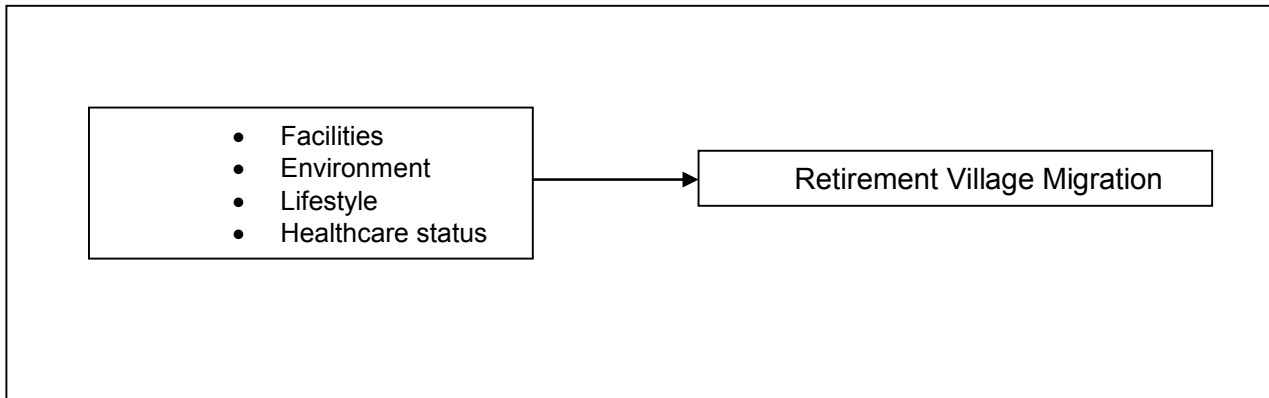 • Facilities
• Environment
• Lifestyle
• Healthcare status
Retirement Village Migration